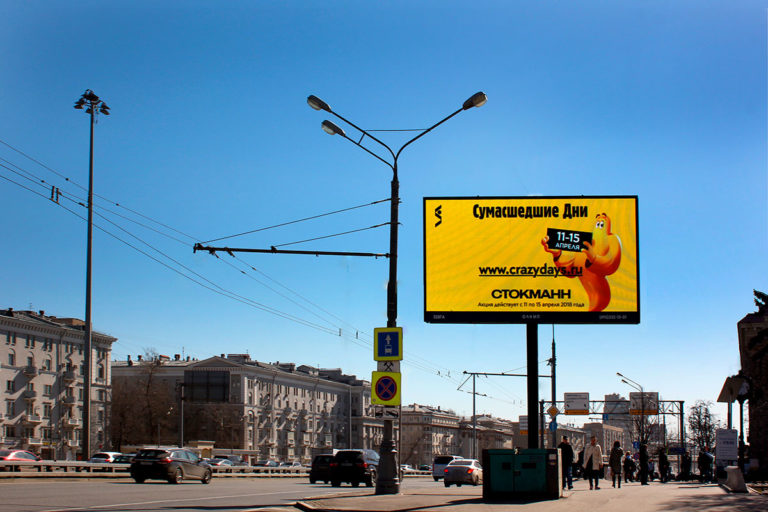 Сумасшедшие Дни
11-15
АПРЕЛЯ
www.crazydays.ru
СТОКМАНН
Акция действует с 11 по 15 апреля 2018 года